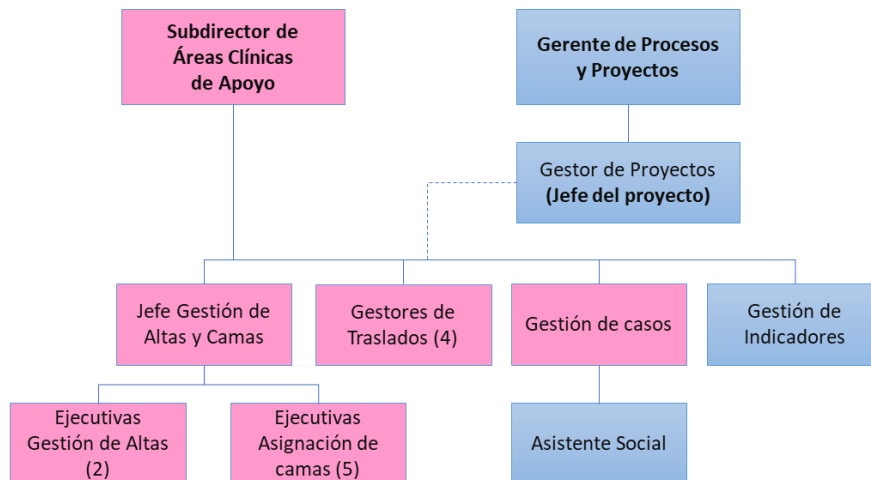 Subdirector de
Áreas Clínicas
de Apoyo
Gerente de Procesos
y Proyectos
Gestor de Proyectos
(Jefe del proyecto)
Jefe Gestión de
Altas y Camas
Gestores de
Traslados (4)
Gestión de casos
Gestión de
Indicadores
Ejecutivas
Gestión de Altas
(2)
Ejecutivas
Asignación de
camas (5)
Asistente Social